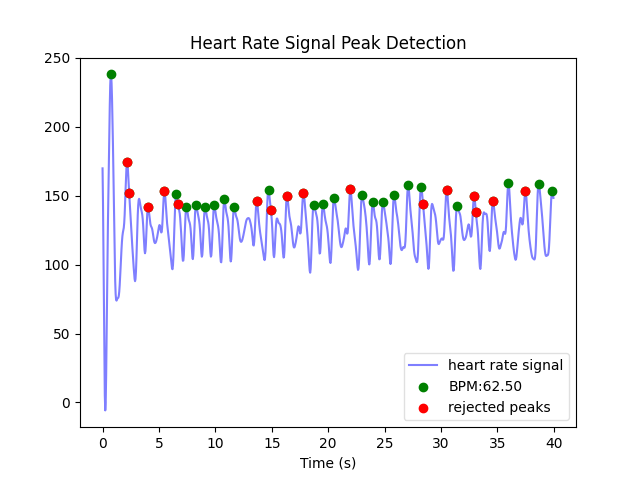 Heart Rate Signal Peak Detection
250
200
150
100
50
0
0 5 10 15 20 25 30 35 40
Time (s)
heart rate signal
BPM:62.50
rejected peaks